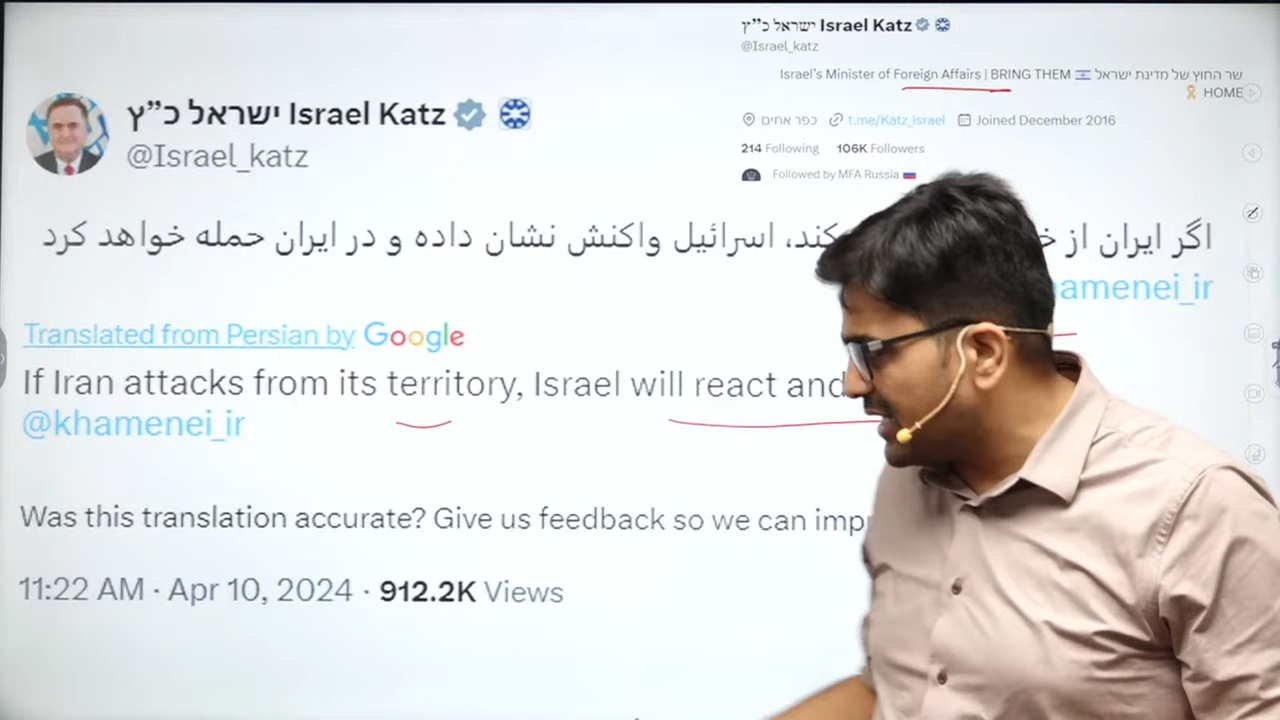 ישראל כ”ץ Israel Katz
@Israel_katz
Israel's Minister of Foreign Affairs | BRING THEM שר החוץ של מדינת ישראל
HOME
כפר אחים t.me/Katz_Israel Joined December 2016
214 Following 106K Followers
Followed by MFA Russia
ישראל כ”ץ Israel Katz
@Israel_katz
اگر ایران از کند، اسرائیل واکنش نشان داده و در ایران حمله خواهد کرد
amenei_ir
Translated from Persian by Google
If Iran attacks from its territory, Israel will react and
@khamenei_ir
Was this translation accurate? Give us feedback so we can imp
11:22 AM · Apr 10, 2024 · 912.2K Views